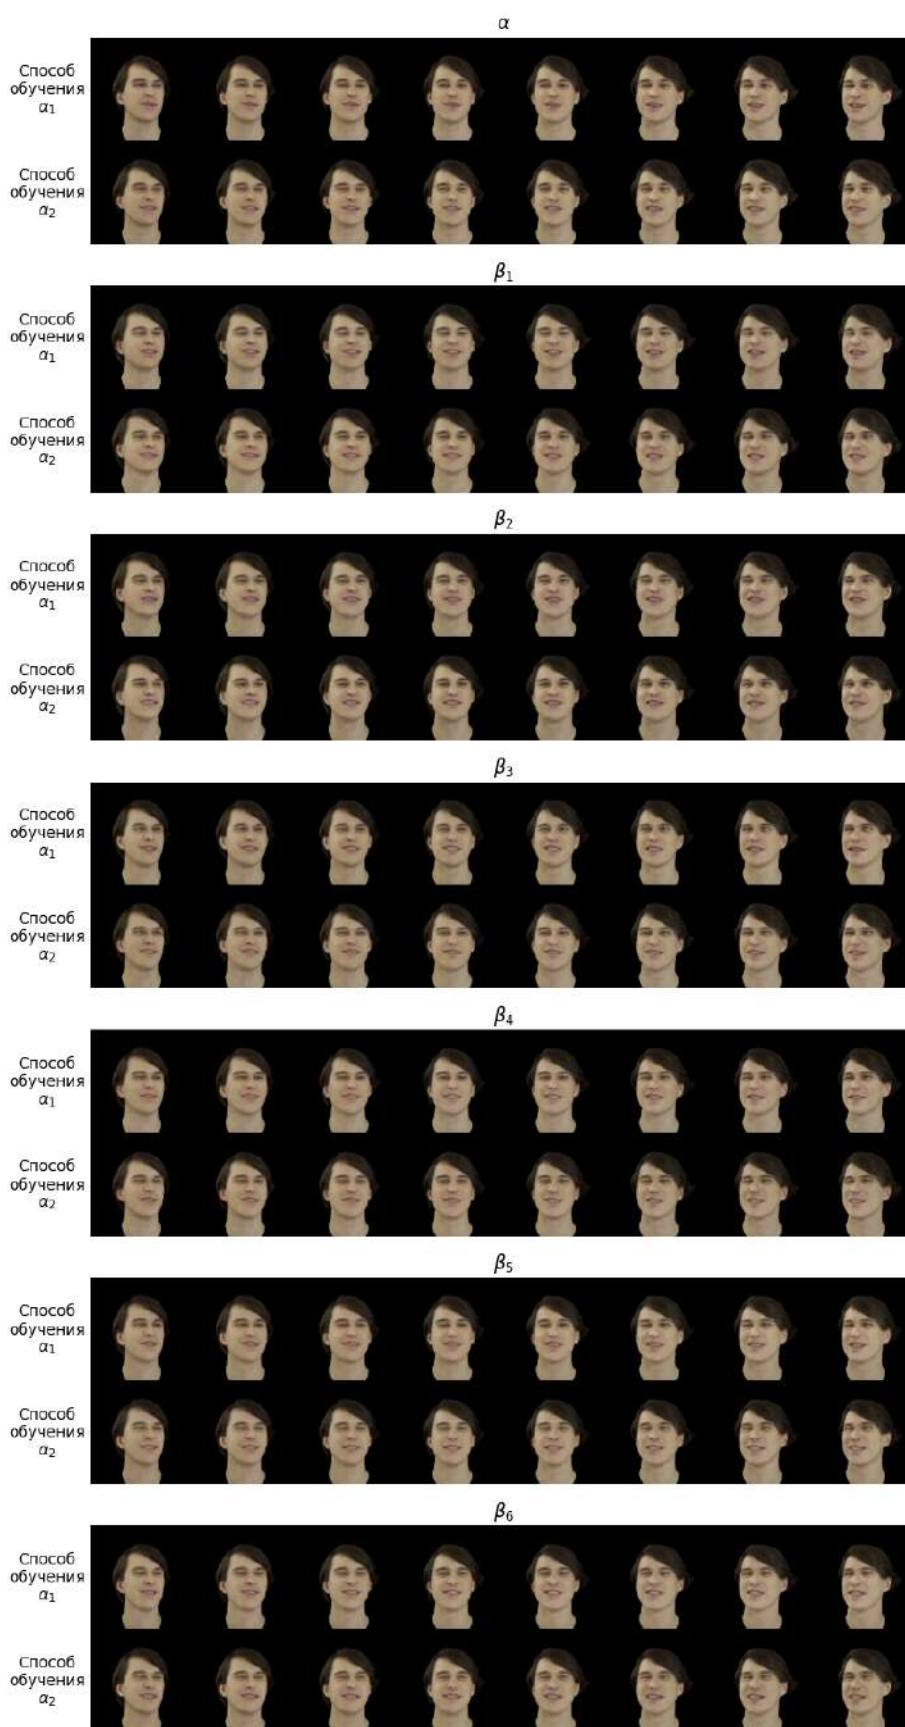 α
Способ
обучения
α₁
Способ
обучения
α₂
β₁
Способ
обучения
α₁
Способ
обучения
α₂
β₂
Способ
обучения
α₁
Способ
обучения
α₂
β₃
Способ
обучения
α₁
Способ
обучения
α₂
β₄
Способ
обучения
α₁
Способ
обучения
α₂
β₅
Способ
обучения
α₁
Способ
обучения
α₂
β₆
Способ
обучения
α₁
Способ
обучения
α₂